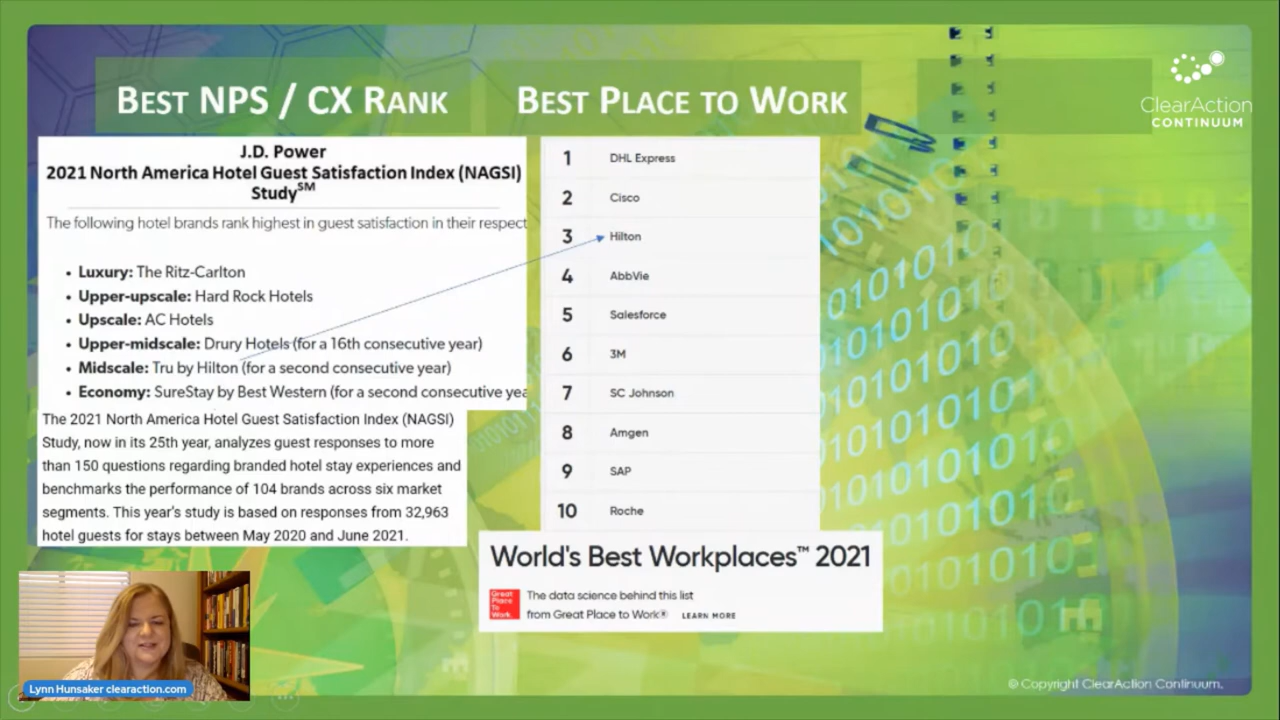 BEST NPS / CX RANK
BEST PLACE TO WORK
ClearAction
CONTINUUM
J.D. Power
2021 North America Hotel Guest Satisfaction Index (NAGSI)
StudySM
The following hotel brands rank highest in guest satisfaction in their respect
• Luxury: The Ritz-Carlton
• Upper-upscale: Hard Rock Hotels
• Upscale: AC Hotels
• Upper-midscale: Drury Hotels (for a 16th consecutive year)
• Midscale: Tru by Hilton (for a second consecutive year)
• Economy: SureStay by Best Western (for a second consecutive yea
The 2021 North America Hotel Guest Satisfaction Index (NAGSI)
Study, now in its 25th year, analyzes guest responses to more
than 150 questions regarding branded hotel stay experiences and
benchmarks the performance of 104 brands across six market
segments. This year's study is based on responses from 32,963
hotel guests for stays between May 2020 and June 2021.
1 DHL Express
2 Cisco
3 Hilton
4 AbbVie
5 Salesforce
6 3M
7 SC Johnson
8 Amgen
9 SAP
10 Roche
World's Best Workplaces™ 2021
Great
Place
To
Work.
The data science behind this list
from Great Place to Work® LEARN MORE
Lynn Hunsaker clearaction.com
© Copyright ClearAction Continuum.